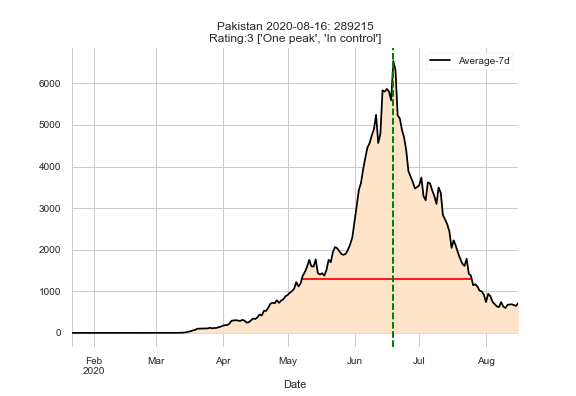 Pakistan 2020-08-16: 289215
Rating:3 ['One peak', 'In control']
Average-7d
6000
5000
4000
3000
2000
1000
0
Feb Mar Apr May Jun Jul Aug
2020
Date